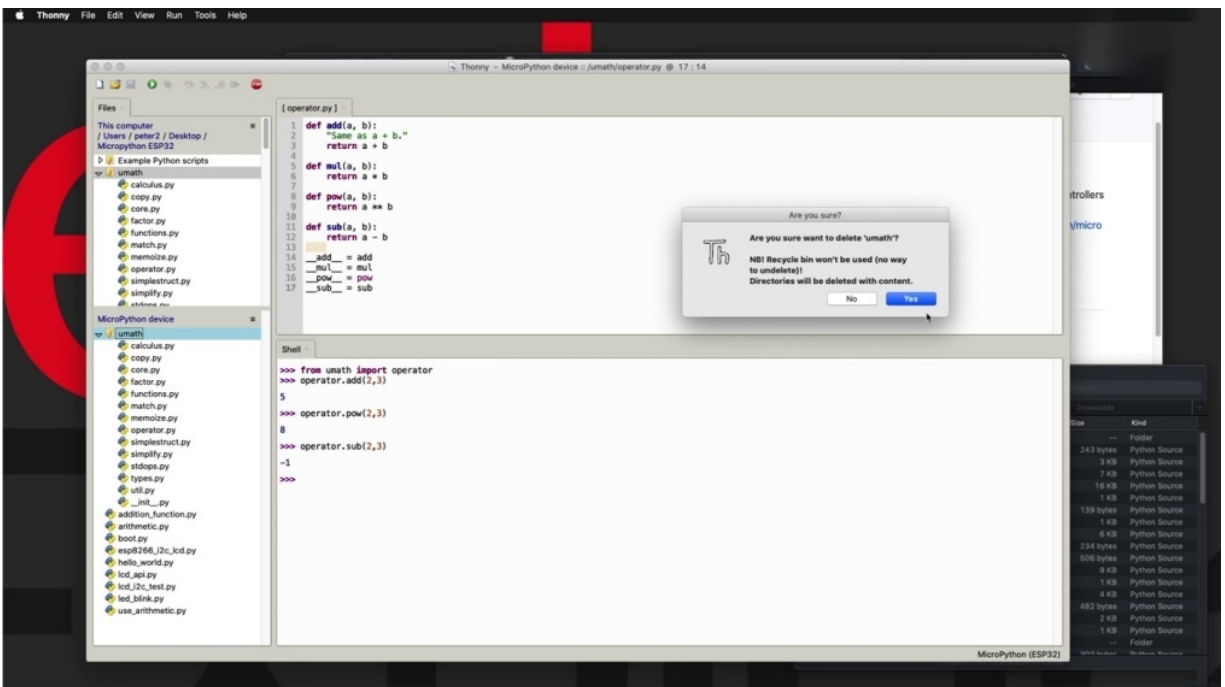 Thonny File Edit View Run Tools Help
Thonny - MicroPython device :: /umath/operator.py @ 17 : 14
Files
This computer
/ Users / peter2 / Desktop /
Micropython ESP32
Example Python scripts
umath
calculus.py
copy.py
core.py
factor.py
functions.py
match.py
memoize.py
operator.py
simplestruct.py
simplify.py
stdops.py
MicroPython device
umath
calculus.py
copy.py
core.py
factor.py
functions.py
match.py
memoize.py
operator.py
simplestruct.py
simplify.py
stdops.py
types.py
util.py
__init__.py
addition_function.py
arithmetic.py
boot.py
esp8266_i2c_lcd.py
hello_world.py
lcd_api.py
lcd_i2c_test.py
led_blink.py
use_arithmetic.py
[ operator.py ]
1 def add(a, b):
2 "Same as a + b."
3 return a + b
4
5 def mul(a, b):
6 return a * b
7
8 def pow(a, b):
9 return a ** b
10
11 def sub(a, b):
12 return a - b
13
14 __add__ = add
15 __mul__ = mul
16 __pow__ = pow
17 __sub__ = sub
Are you sure?
Are you sure want to delete 'umath'?
NB! Recycle bin won't be used (no way
to undelete)!
Directories will be deleted with content.
No Yes
Shell
>>> from umath import operator
>>> operator.add(2,3)
5
>>> operator.pow(2,3)
8
>>> operator.sub(2,3)
-1
>>>
MicroPython (ESP32)
ntrollers
n/micro
Downloads
Size Kind
-- Folder
243 bytes Python Source
3 KB Python Source
7 KB Python Source
16 KB Python Source
1 KB Python Source
139 bytes Python Source
1 KB Python Source
6 KB Python Source
234 bytes Python Source
506 bytes Python Source
9 KB Python Source
1 KB Python Source
4 KB Python Source
482 bytes Python Source
2 KB Python Source
1 KB Python Source
-- Folder